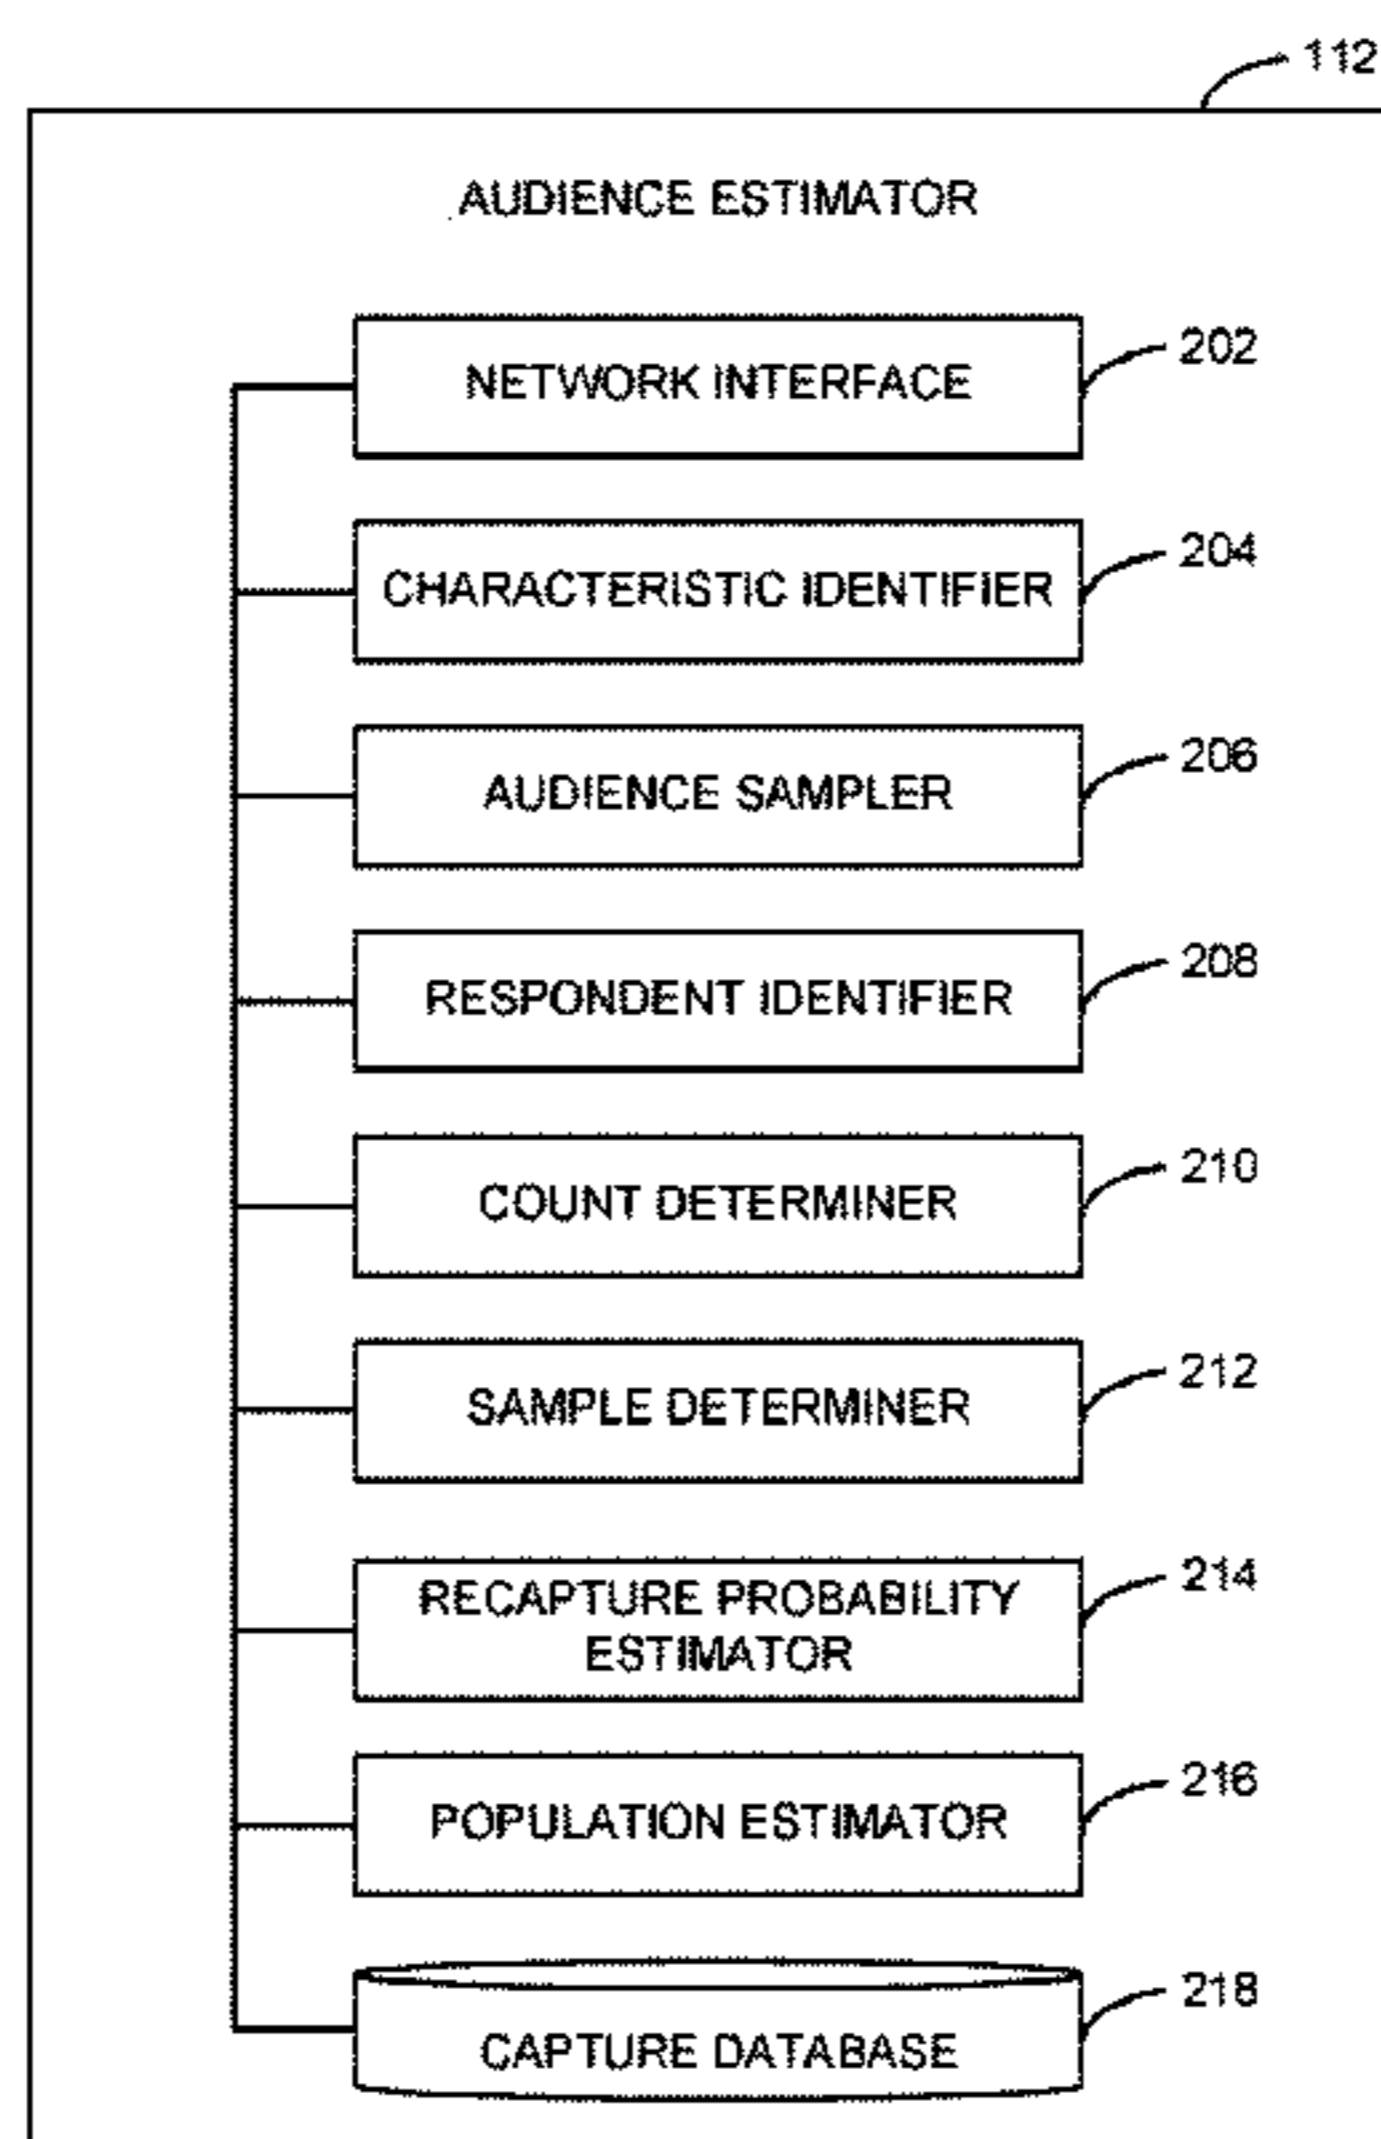 112
AUDIENCE ESTIMATOR
NETWORK INTERFACE
202
CHARACTERISTIC IDENTIFIER
204
AUDIENCE SAMPLER
206
RESPONDENT IDENTIFIER
208
COUNT DETERMINER
210
SAMPLE DETERMINER
212
RECAPTURE PROBABILITY
ESTIMATOR
214
POPULATION ESTIMATOR
216
CAPTURE DATABASE
218